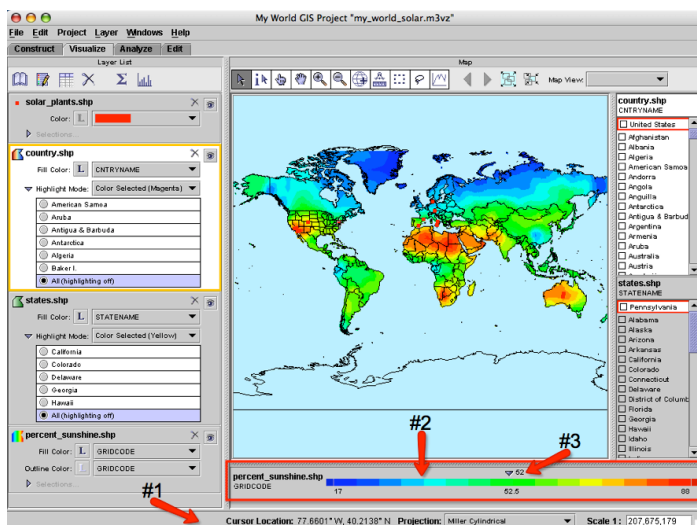 My World GIS Project "my_world_solar.m3vz"
File Edit Project Layer Windows Help
Construct Visualize Analyze Edit
Layer List
Map
Map View:
solar_plants.shp
Color: L
Selections...
country.shp
Fill Color: L CNTRYNAME
Highlight Mode: Color Selected (Magenta)
American Samoa
Aruba
Antigua & Barbuda
Antarctica
Algeria
Baker I.
All (highlighting off)
states.shp
Fill Color: L STATENAME
Highlight Mode: Color Selected (Yellow)
California
Colorado
Delaware
Georgia
Hawaii
All (highlighting off)
percent_sunshine.shp
Fill Color: L GRIDCODE
Outline Color: L GRIDCODE
Selections...
country.shp
CNTRYNAME
United States
Afghanistan
Albania
Algeria
American Samoa
Andorra
Angola
Anguilla
Antarctica
Antigua & Barbuda
Argentina
Armenia
Aruba
Australia
Austria
states.shp
STATENAME
Pennsylvania
Alabama
Alaska
Arizona
Arkansas
California
Colorado
Connecticut
Delaware
District of Columb
Florida
Georgia
Hawaii
Idaho
Illinois
#2
#3
percent_sunshine.shp
GRIDCODE
52
17 52.5 88
#1
Cursor Location: 77.6601° W, 40.2138° N Projection: Miller Cylindrical Scale 1: 207,675,179